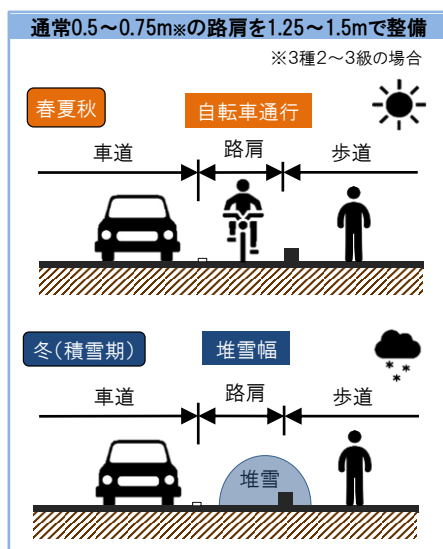 通常0.5～0.75m※の路肩を1.25～1.5mで整備
※3種2～3級の場合
春夏秋
自転車通行
車道
路肩
歩道
冬(積雪期)
堆雪幅
車道
路肩
歩道
堆雪